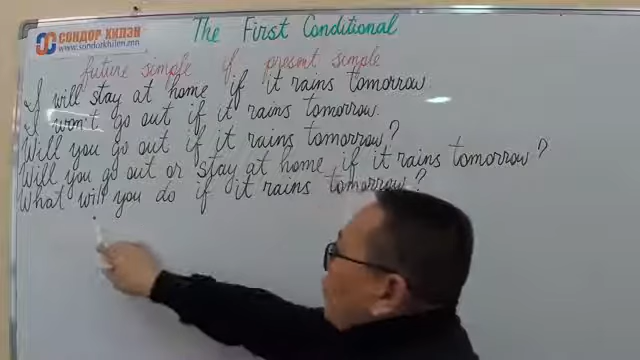 СОНДОР ХИЛЭН
www.sondorkhilen.mn
The First Conditional
future simple if present simple
I will stay at home if it rains tomorrow.
I won't go out if it rains tomorrow.
Will you go out if it rains tomorrow?
Will you go out or stay at home if it rains tomorrow?
What will you do if it rains tomorrow?